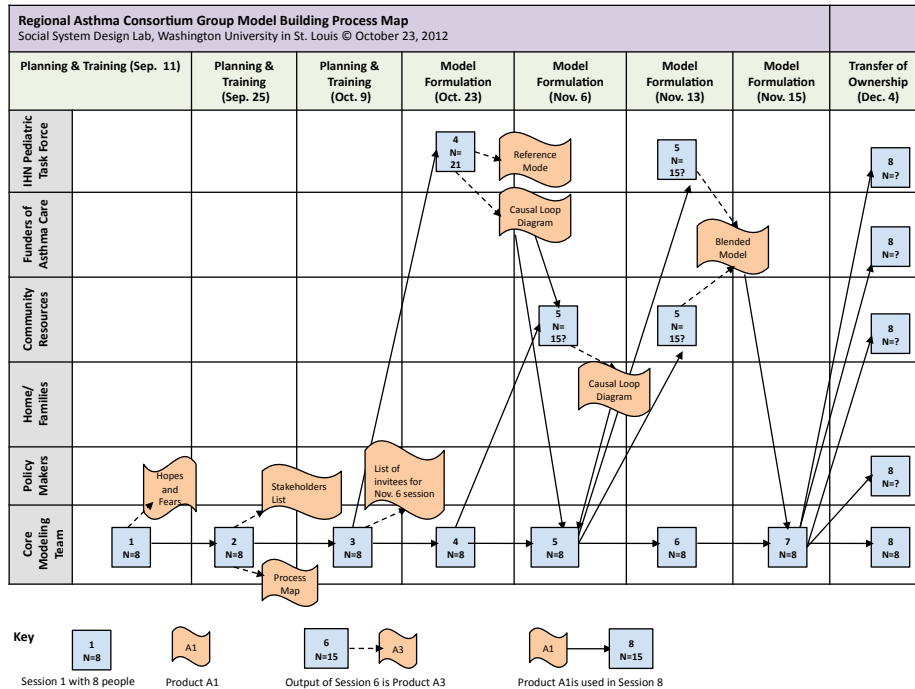 Regional Asthma Consortium Group Model Building Process Map
Social System Design Lab, Washington University in St. Louis © October 23, 2012
Planning & Training (Sep. 11)
Planning &
Training
(Sep. 25)
Planning &
Training
(Oct. 9)
Model
Formulation
(Oct. 23)
Model
Formulation
(Nov. 6)
Model
Formulation
(Nov. 13)
Model
Formulation
(Nov. 15)
Transfer of
Ownership
(Dec. 4)
IHN Pediatric
Task Force
4
N=
21
Reference
Mode
Causal Loop
Diagram
5
N=
15?
8
N=?
Funders of
Asthma Care
Blended
Model
8
N=?
Community
Resources
5
N=
15?
5
N=
15?
8
N=?
Home/
Families
Causal Loop
Diagram
Policy
Makers
Hopes
and
Fears
Stakeholders
List
List of
invitees for
Nov. 6 session
8
N=?
Core
Modeling
Team
1
N=8
2
N=8
3
N=8
4
N=8
5
N=8
6
N=8
7
N=8
8
N=8
Process
Map
Key
1
N=8
A1
6
N=15
A3
A1
8
N=15
Session 1 with 8 people
Product A1
Output of Session 6 is Product A3
Product A1is used in Session 8